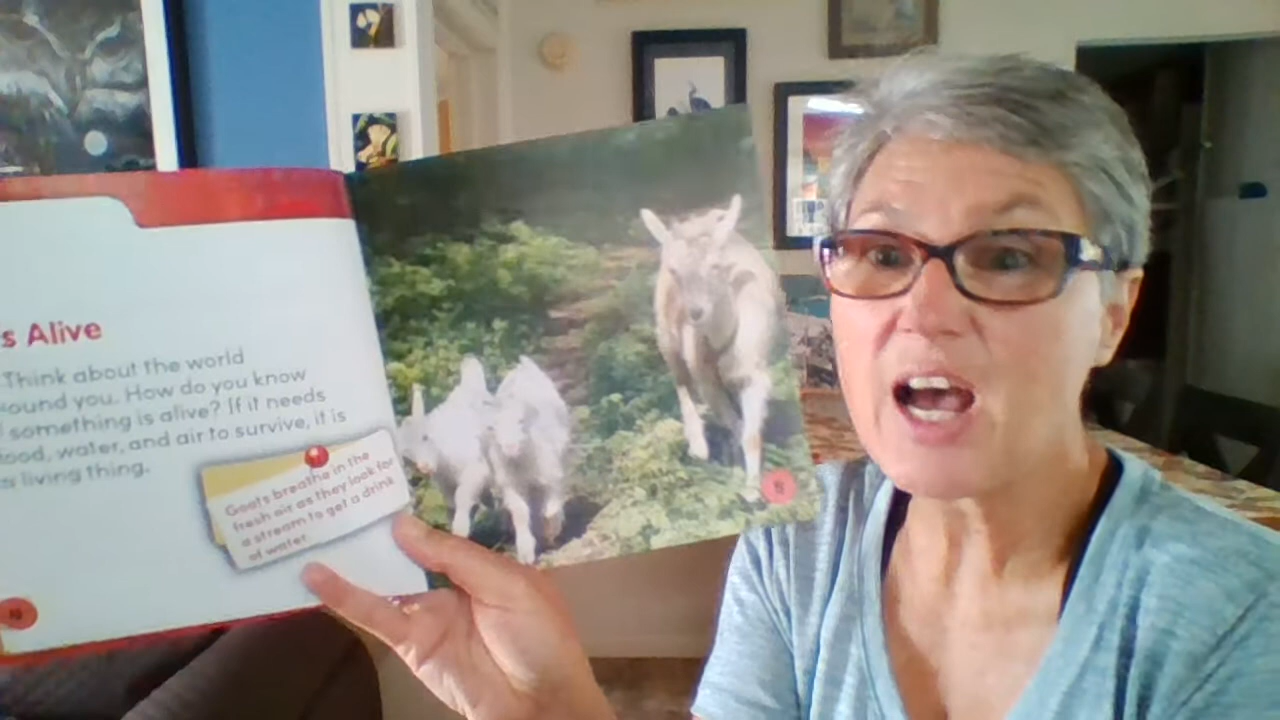 s Alive
Think about the world
ound you. How do you know
something is alive? If it needs
ood, water, and air to survive, it is
living thing.
Goats breathe in the
fresh air as they look for
a stream to get a drink
of water.